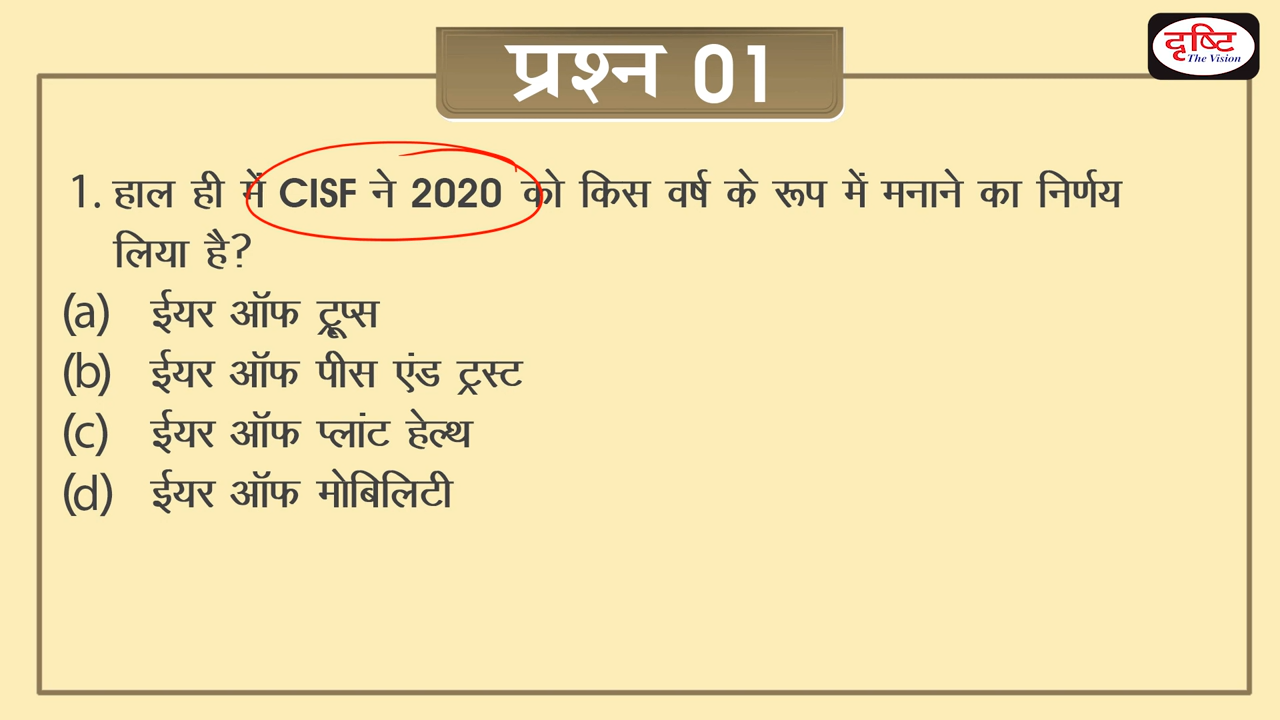 दृष्टि
The Vision
प्रश्न 01
1. हाल ही में CISF ने 2020 को किस वर्ष के रूप में मनाने का निर्णय
लिया है?
(a) ईयर ऑफ ट्रूप्स
(b) ईयर ऑफ पीस एंड ट्रस्ट
(c) ईयर ऑफ प्लांट हेल्थ
(d) ईयर ऑफ मोबिलिटी